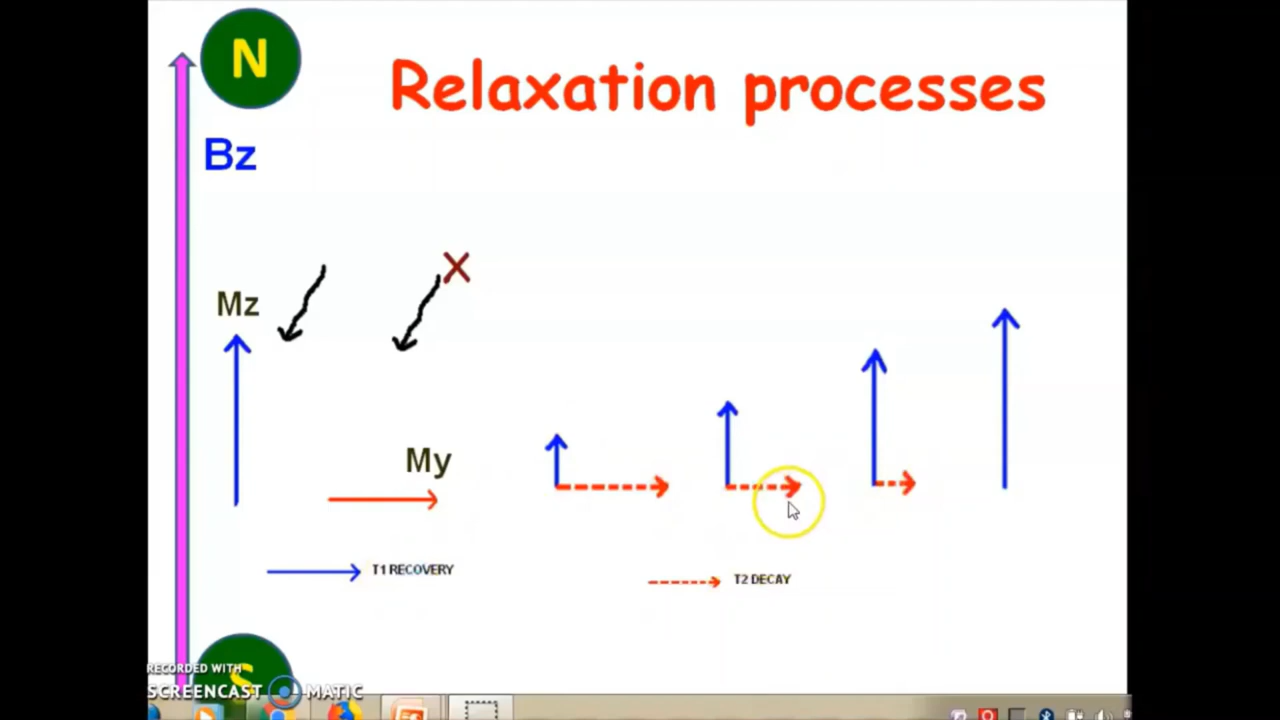 N
Relaxation processes
Bz
X
Mz
My
T1 RECOVERY
T2 DECAY
S
RECORDED WITH
SCREENCAST MATIC